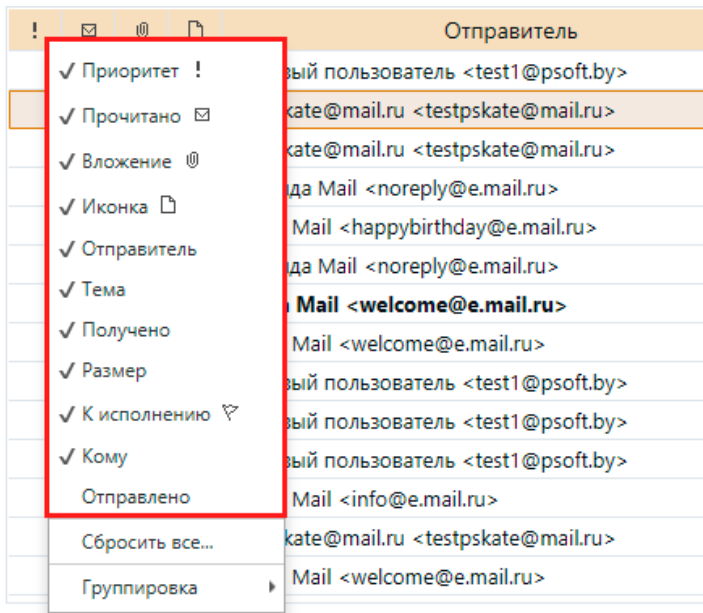 ! Отправитель
Приоритет !
вый пользователь <test1@psoft.by>
Прочитано
kate@mail.ru <testpskate@mail.ru>
Вложение
kate@mail.ru <testpskate@mail.ru>
Иконка
да Mail <noreply@e.mail.ru>
Отправитель
Mail <happybirthday@e.mail.ru>
да Mail <noreply@e.mail.ru>
Тема
Mail <welcome@e.mail.ru>
Получено
Mail <welcome@e.mail.ru>
Размер
вый пользователь <test1@psoft.by>
К исполнению
вый пользователь <test1@psoft.by>
Кому
вый пользователь <test1@psoft.by>
Отправлено
Mail <info@e.mail.ru>
Сбросить все...
kate@mail.ru <testpskate@mail.ru>
Группировка
Mail <welcome@e.mail.ru>